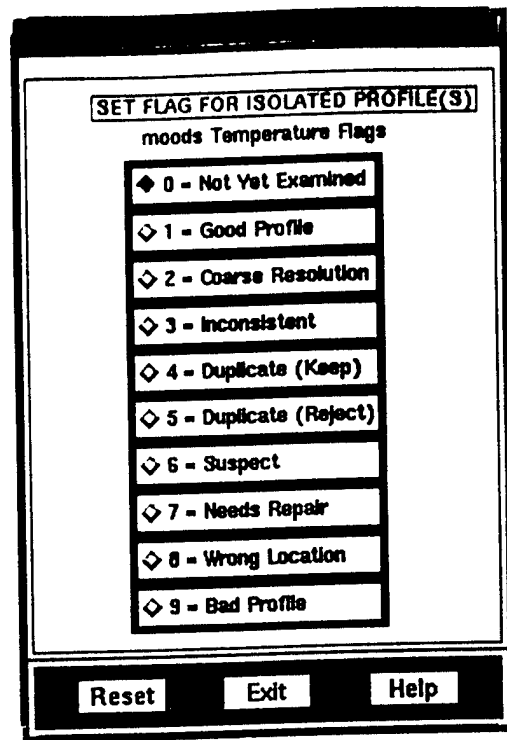 SET FLAG FOR ISOLATED PROFILE(S)
moods Temperature Flags
0 - Not Yet Examined
1 - Good Profile
2 - Coarse Resolution
3 - Inconsistent
4 - Duplicate (Keep)
5 - Duplicate (Reject)
6 - Suspect
7 - Needs Repair
8 - Wrong Location
9 - Bad Profile
Reset Exit Help